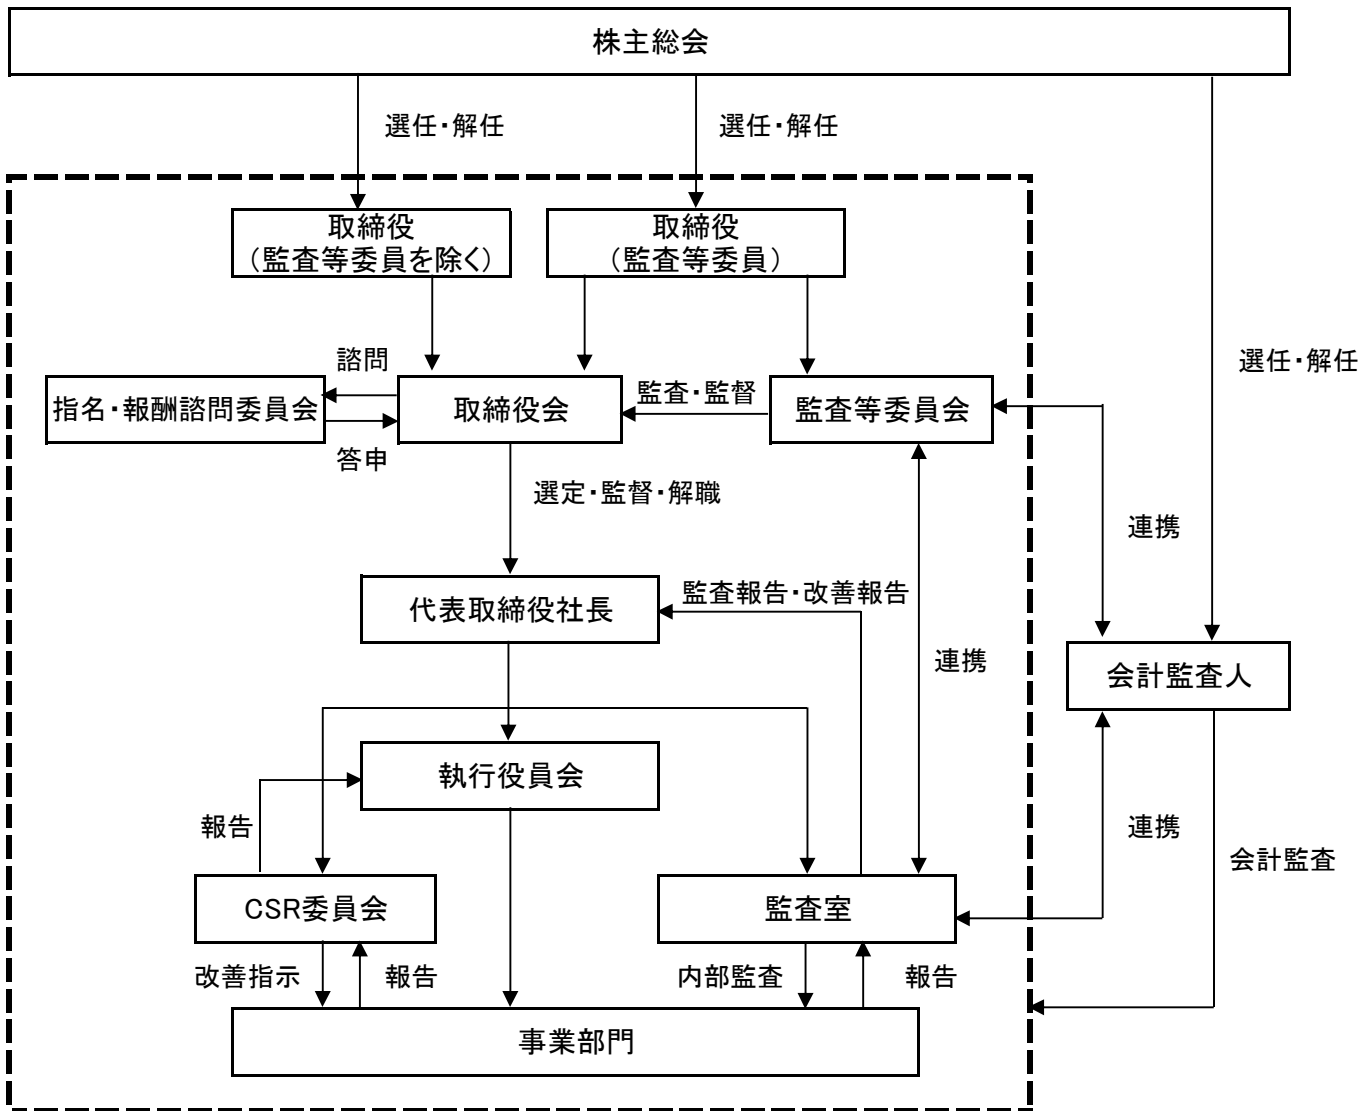 株主総会
選任・解任
選任・解任
取締役
（監査等委員を除く）
取締役
（監査等委員）
選任・解任
諮問
指名・報酬諮問委員会
取締役会
監査・監督
監査等委員会
答申
選定・監督・解職
連携
代表取締役社長
監査報告・改善報告
連携
会計監査人
執行役員会
報告
連携
会計監査
CSR委員会
監査室
改善指示
報告
内部監査
報告
事業部門